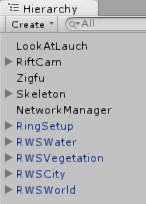 Hierarchy
Create All
LookAtLauch
RiftCam
Zigfu
Skeleton
NetworkManager
RingSetup
RWSWater
RWSVegetation
RWSCity
RWSWorld